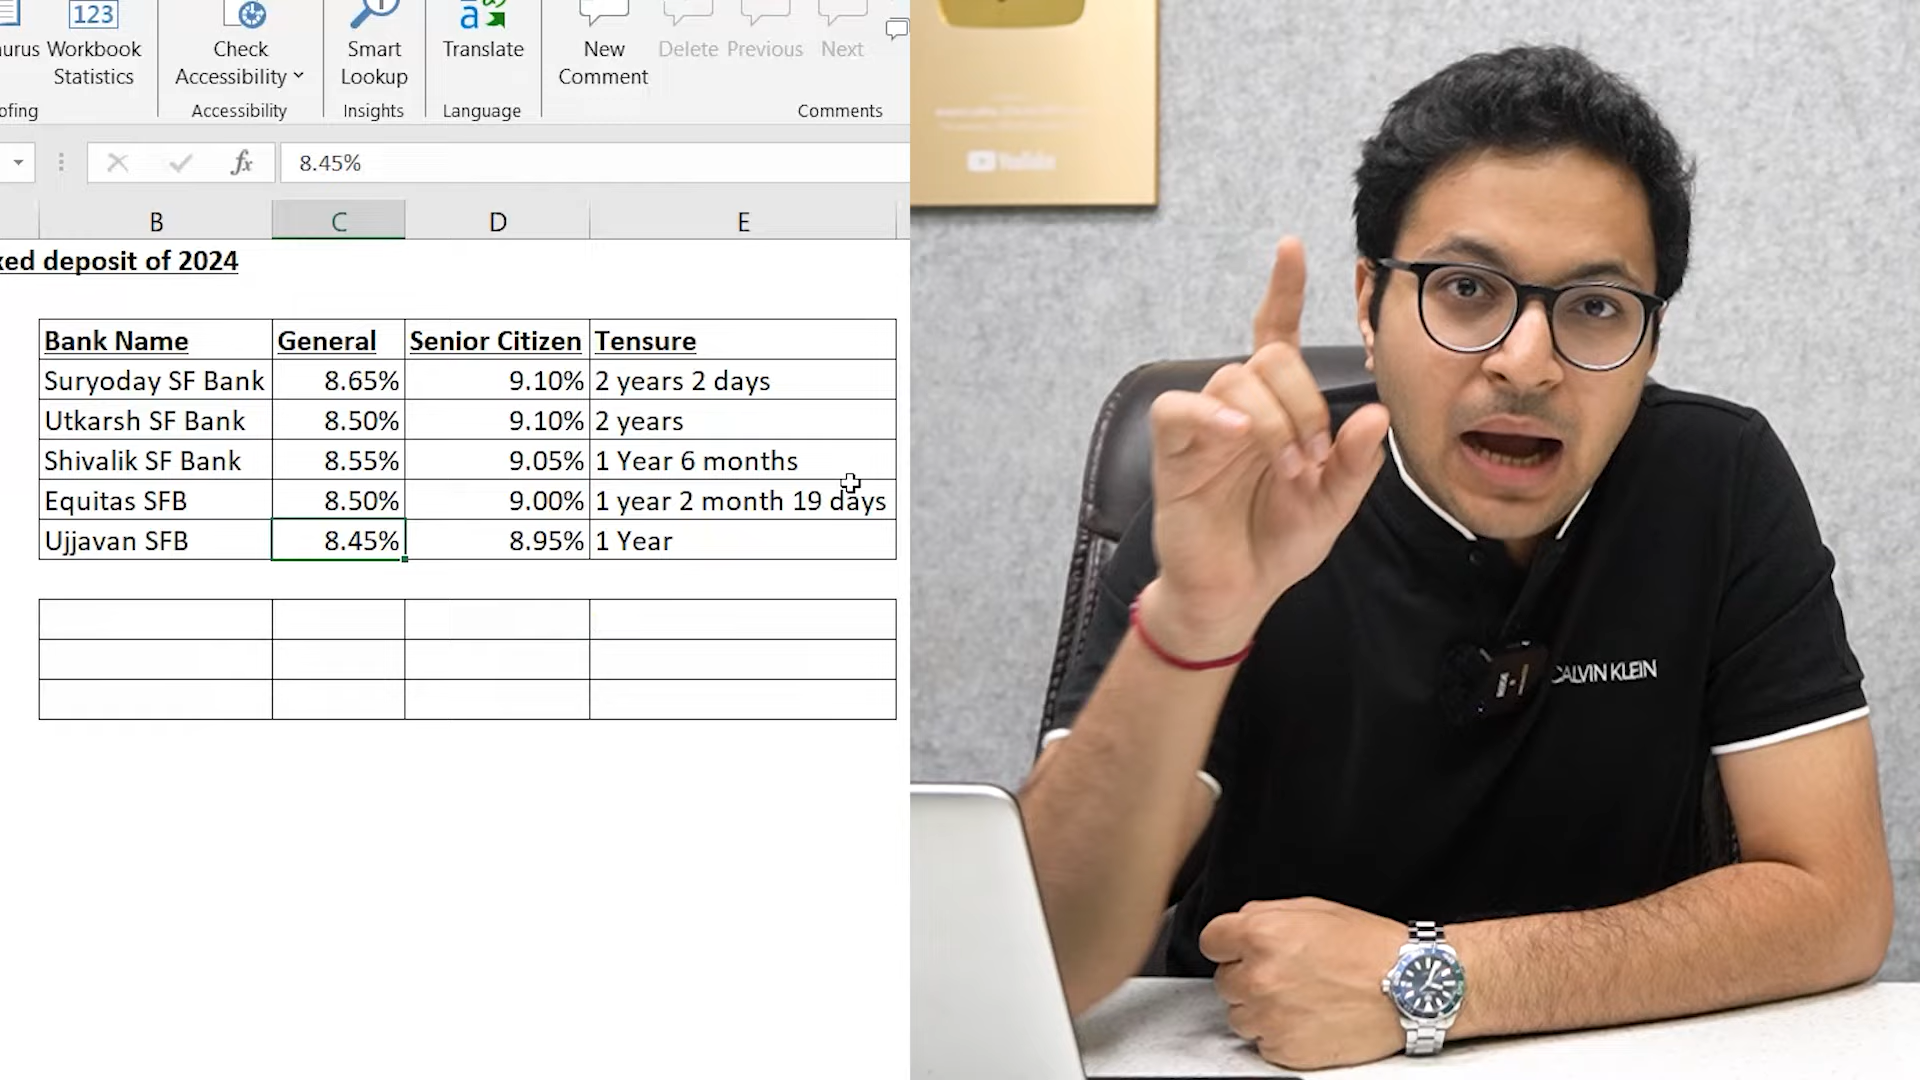 urus Workbook Statistics
Check Accessibility
Smart Lookup
Translate
New Comment
Delete Previous Next
ofing
Accessibility
Insights
Language
Comments
fx 8.45%
B C D E
xed deposit of 2024
Bank Name General Senior Citizen Tensure
Suryoday SF Bank 8.65% 9.10% 2 years 2 days
Utkarsh SF Bank 8.50% 9.10% 2 years
Shivalik SF Bank 8.55% 9.05% 1 Year 6 months
Equitas SFB 8.50% 9.00% 1 year 2 month 19 days
Ujjavan SFB 8.45% 8.95% 1 Year
YouTube
CALVIN KLEIN